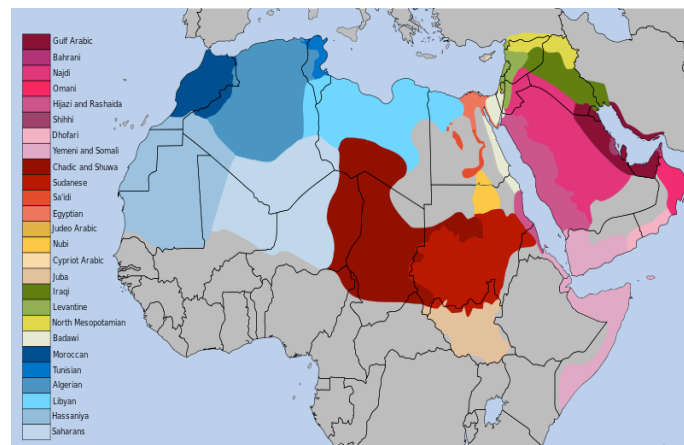 Gulf Arabic
Bahrani
Najdi
Omani
Hijazi and Rashaida
Shihhi
Dhofari
Yemeni and Somali
Chadic and Shuwa
Sudanese
Sa'idi
Egyptian
Judeo Arabic
Nubi
Cypriot Arabic
Juba
Iraqi
Levantine
North Mesopotamian
Badawi
Moroccan
Tunisian
Algerian
Libyan
Hassaniya
Saharans